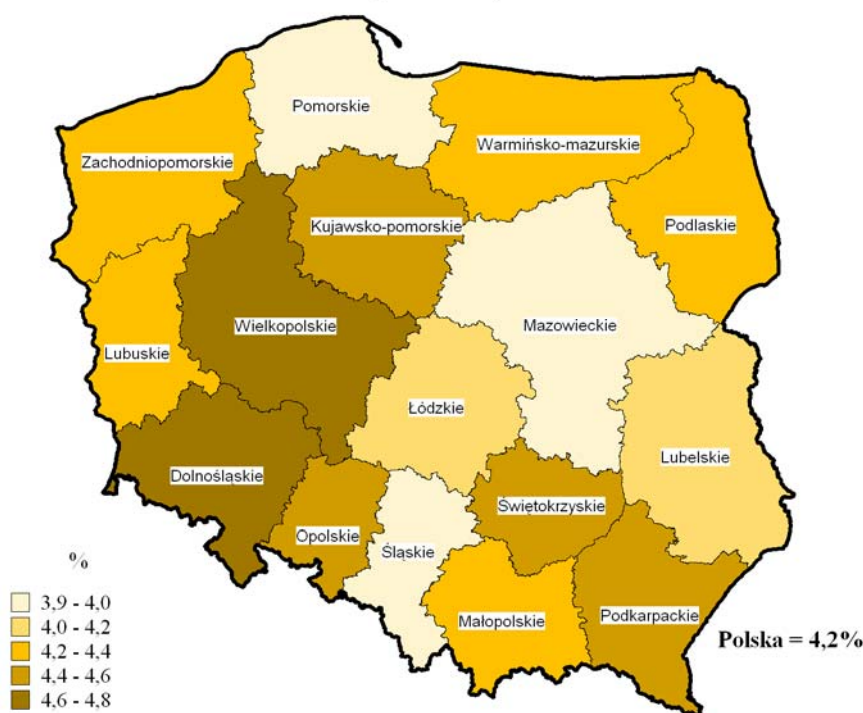 Pomorskie
Warmińsko-mazurskie
Zachodniopomorskie
Podlaskie
Kujawsko-pomorskie
Wielkopolskie
Mazowieckie
Lubuskie
Łódzkie
Lubelskie
Dolnośląskie
Świętokrzyskie
Opolskie
Śląskie
Małopolskie
Podkarpackie
%
3,9 - 4,0
4,0 - 4,2
4,2 - 4,4
4,4 - 4,6
4,6 - 4,8
Polska = 4,2%